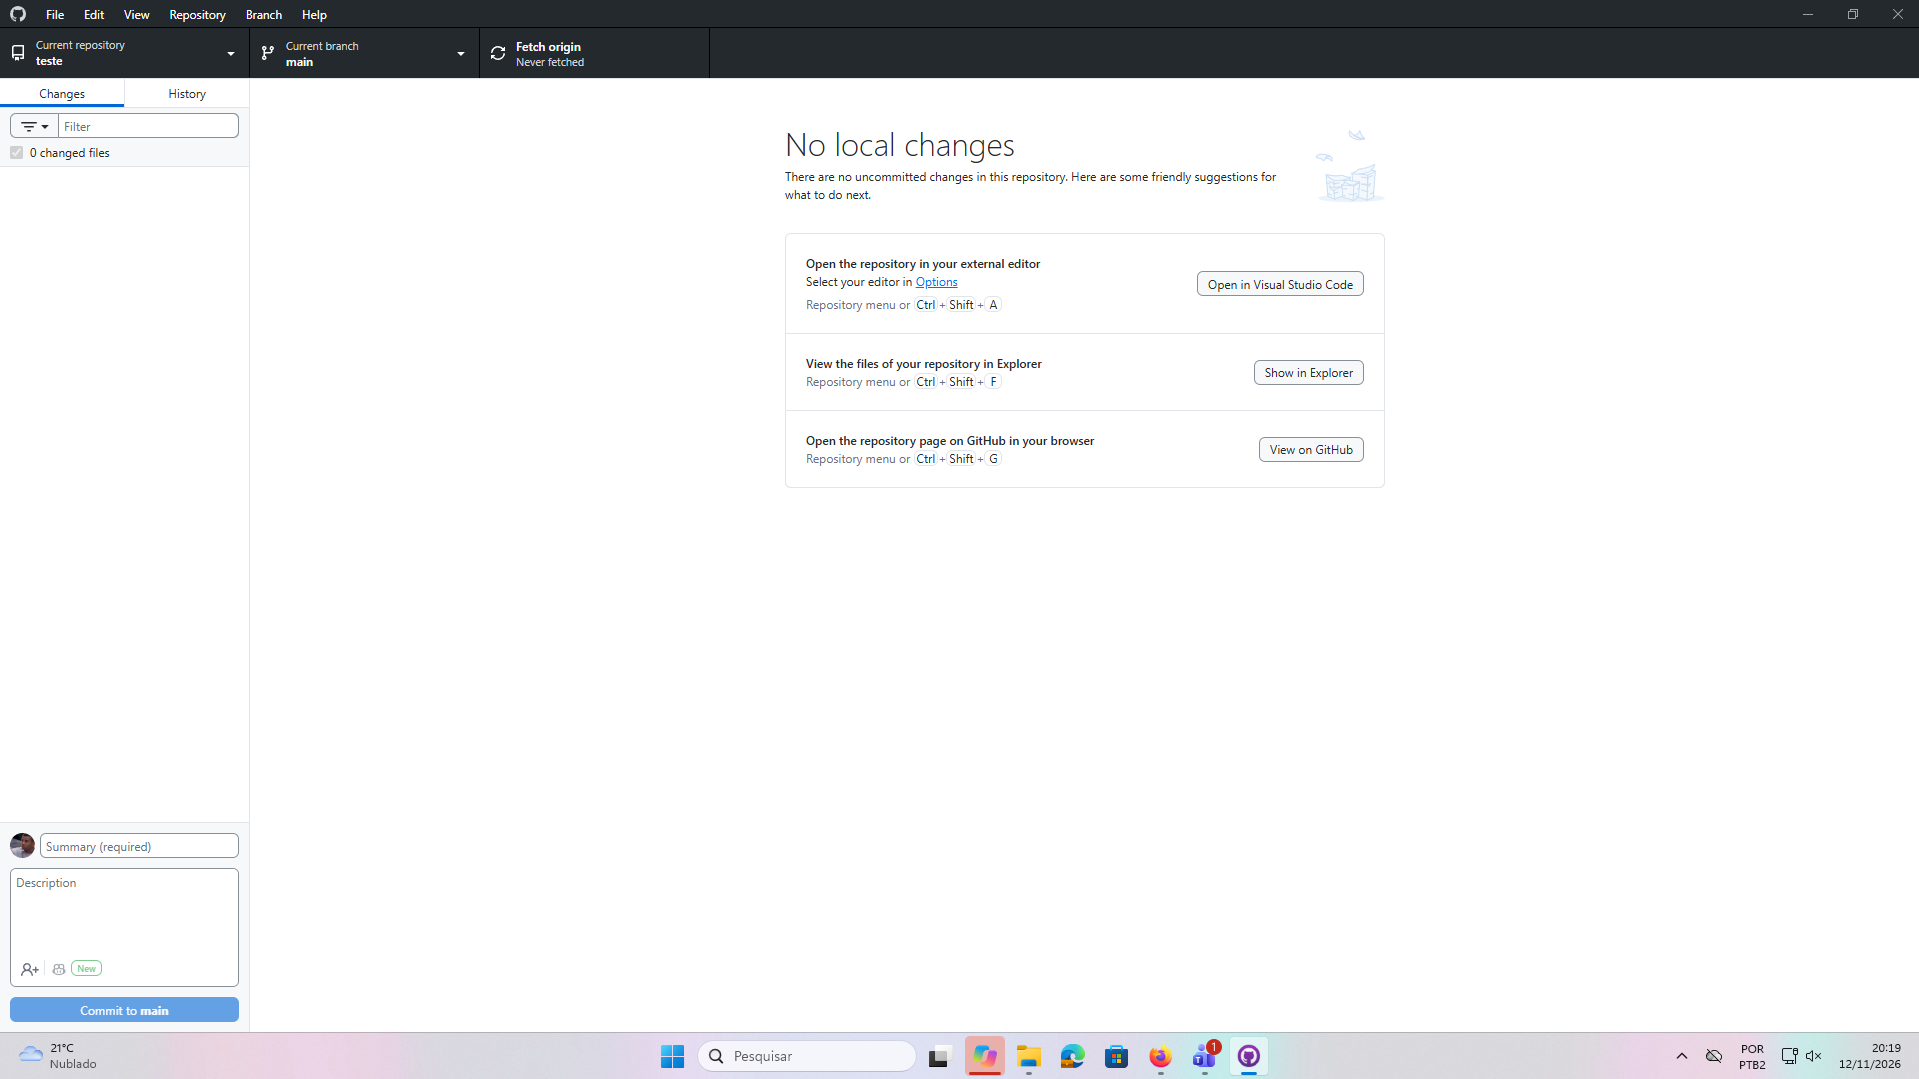 File Edit View Repository Branch Help
Current repository
teste
Current branch
main
Fetch origin
Never fetched
Changes
History
Filter
0 changed files
No local changes
There are no uncommitted changes in this repository. Here are some friendly suggestions for
what to do next.
Open the repository in your external editor
Select your editor in Options
Repository menu or Ctrl + Shift + A
Open in Visual Studio Code
View the files of your repository in Explorer
Repository menu or Ctrl + Shift + F
Show in Explorer
Open the repository page on GitHub in your browser
Repository menu or Ctrl + Shift + G
View on GitHub
Summary (required)
Description
New
Commit to main
21°C
Nublado
Pesquisar
1
POR
PTB2
20:19
12/11/2026